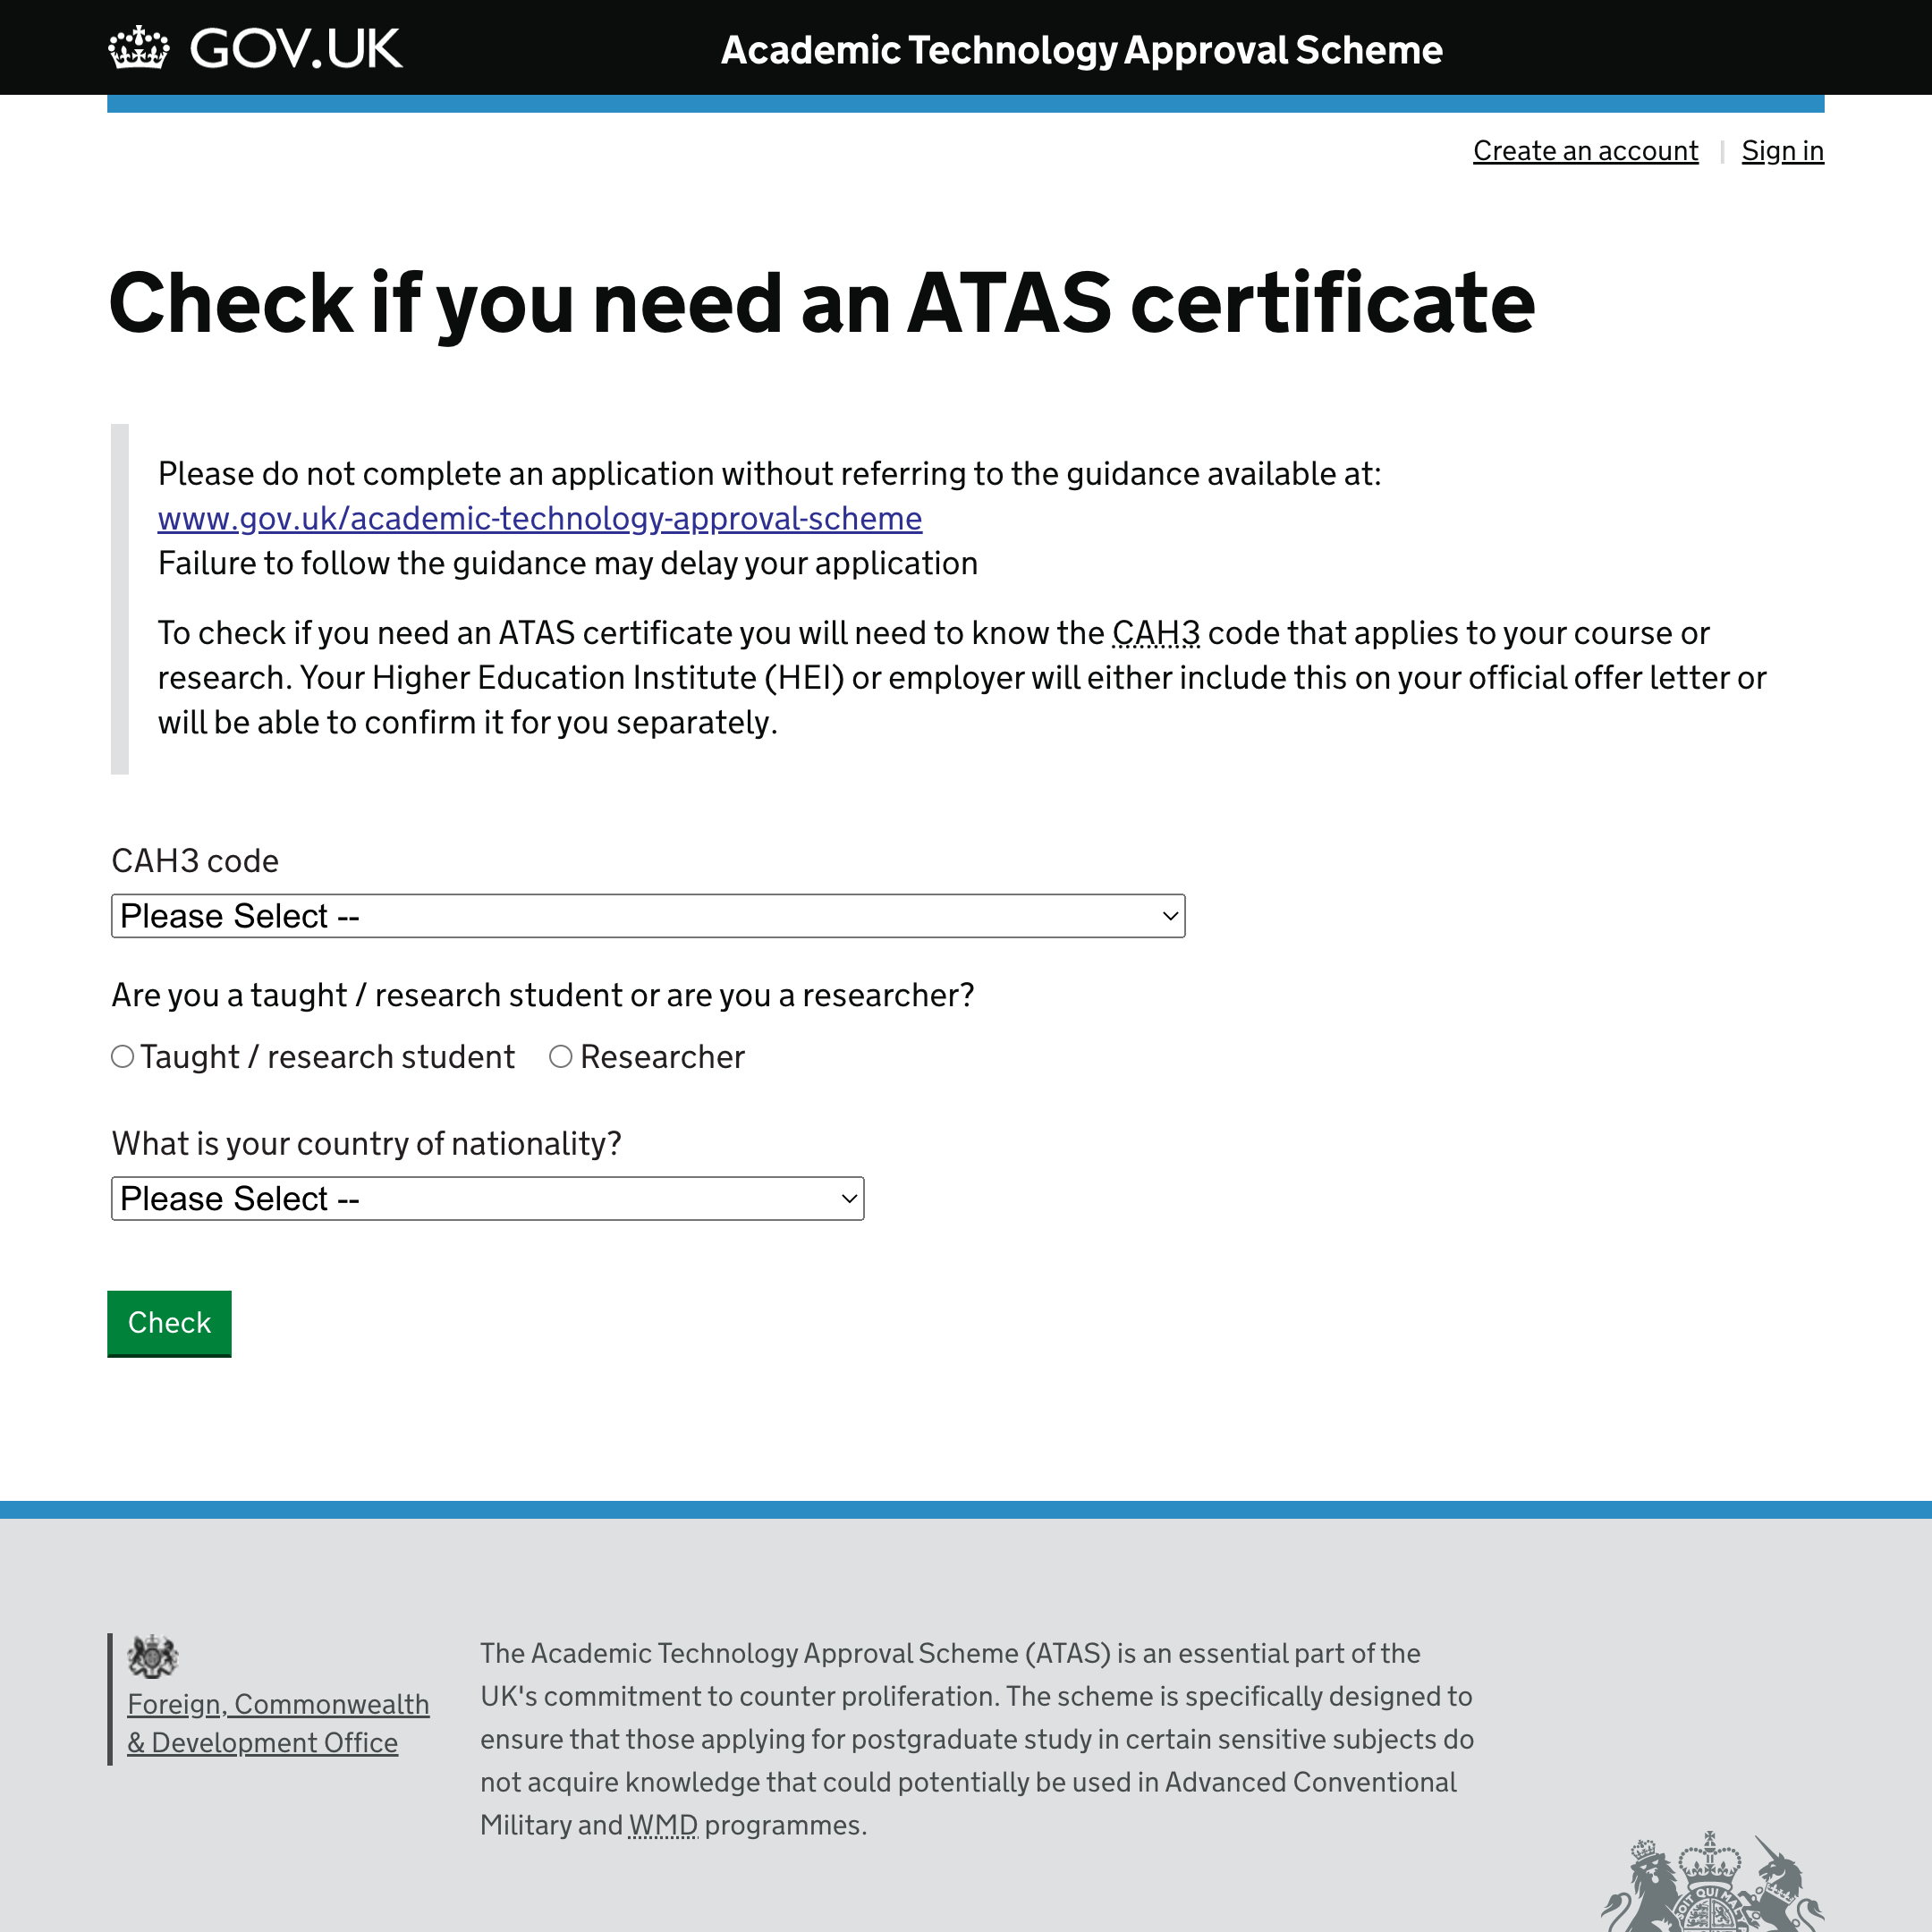 GOV.UK
Academic Technology Approval Scheme
Create an account | Sign in
Check if you need an ATAS certificate
Please do not complete an application without referring to the guidance available at:
www.gov.uk/academic-technology-approval-scheme
Failure to follow the guidance may delay your application
To check if you need an ATAS certificate you will need to know the CAH3 code that applies to your course or
research. Your Higher Education Institute (HEI) or employer will either include this on your official offer letter or
will be able to confirm it for you separately.
CAH3 code
Please Select --
Are you a taught / research student or are you a researcher?
Taught / research student
Researcher
What is your country of nationality?
Please Select --
Check
Foreign, Commonwealth
& Development Office
The Academic Technology Approval Scheme (ATAS) is an essential part of the
UK's commitment to counter proliferation. The scheme is specifically designed to
ensure that those applying for postgraduate study in certain sensitive subjects do
not acquire knowledge that could potentially be used in Advanced Conventional
Military and WMD programmes.
SOIT QUI MAL